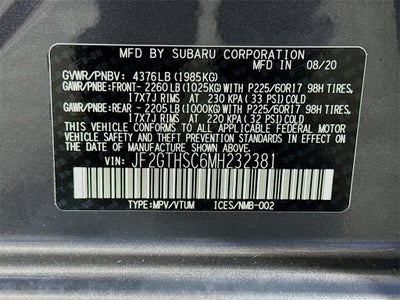 MFD.BY SUBARU CORPORATION
MFD. IN 08/20
GVWR/PNBV: 4376LB (1985KG)
GAWR/PNBE:FRONT- 2260LB(1025KG)WITH P225/60R17 98H TIRES,
17X7J RIMS AT 230 KPA (33 PSI)COLD
GAWR/PNBE:REAR - 2205LB(1000KG)WITH P225/60R17 98H TIRES,
17X7J RIMS AT 220 KPA (32 PSI)COLD
THIS VEHICLE CONFORMS TO ALL APPLICABLE U.S. FEDERAL MOTOR
VEHICLE SAFETY, BUMPER, AND THEFT PREVENTION STANDARDS IN
EFFECT ON THE DATE OF MANUFACTURE SHOWN ABOVE.
V.I.N.: JF2GTHSC6MH232381
TYPE:MPV/VTUM ICES/NMB-002